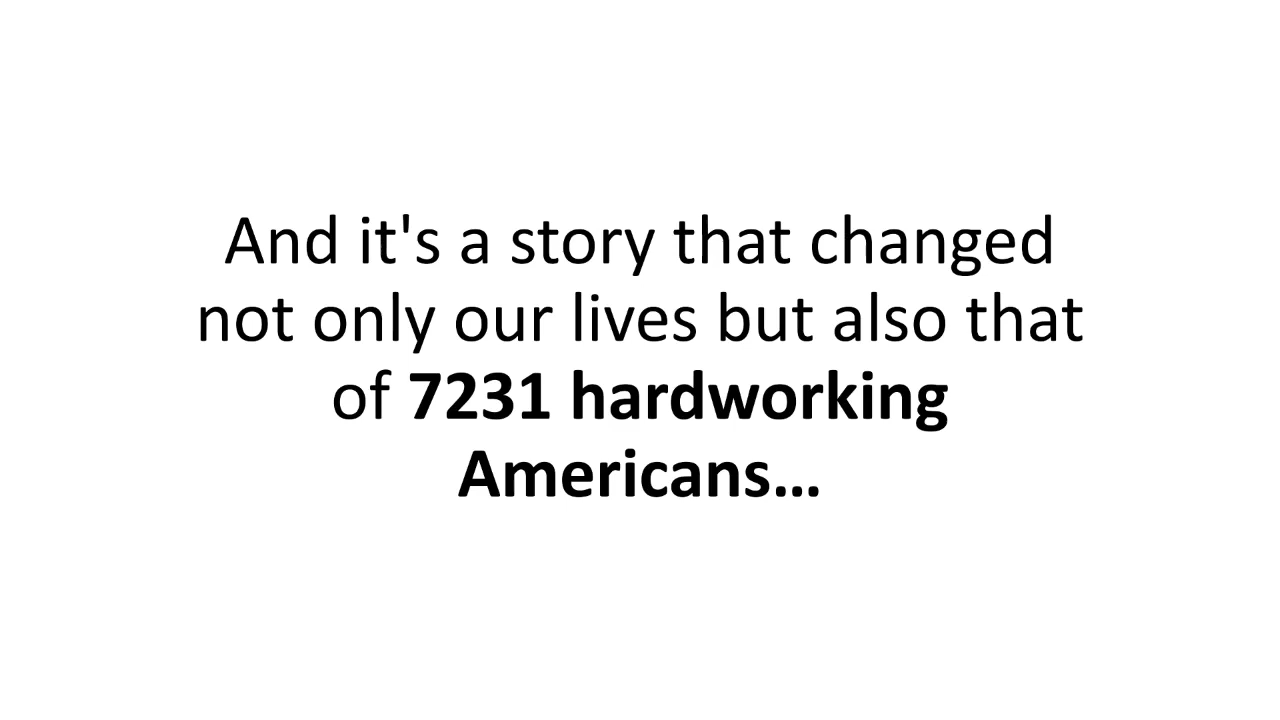 And it's a story that changed
not only our lives but also that
of 7231 hardworking
Americans...